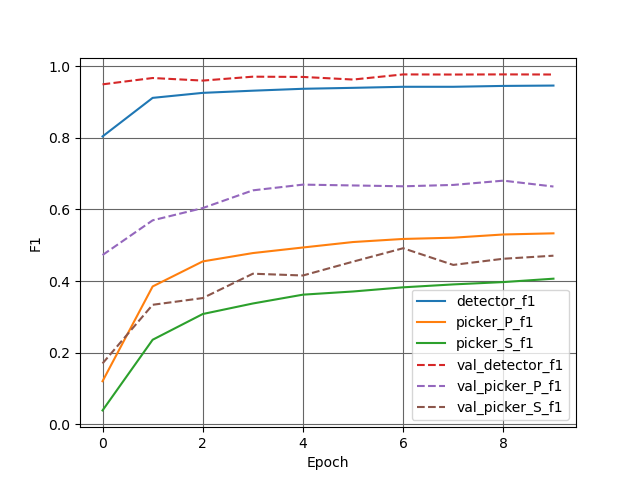 1.0
0.8
0.6
0.4
0.2
0.0
F1
0 2 4 6 8
Epoch
detector_f1
picker_P_f1
picker_S_f1
val_detector_f1
val_picker_P_f1
val_picker_S_f1